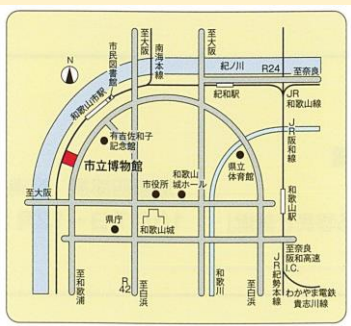 至大阪
至大阪
市民図書館
南海本線
紀ノ川
R24
至奈良
N
和歌山市駅
紀和駅
JR
和歌山線
有吉佐和子
記念館
JR阪和線
市立博物館
県立
体育館
和歌山
城ホール
市役所
至大阪
和歌山駅
県庁
和歌山城
至奈良
阪和高速
I.C.
至和歌浦
R
42
至白浜
和歌川
至白浜
JR紀勢本線
わかやま電鉄
貴志川線